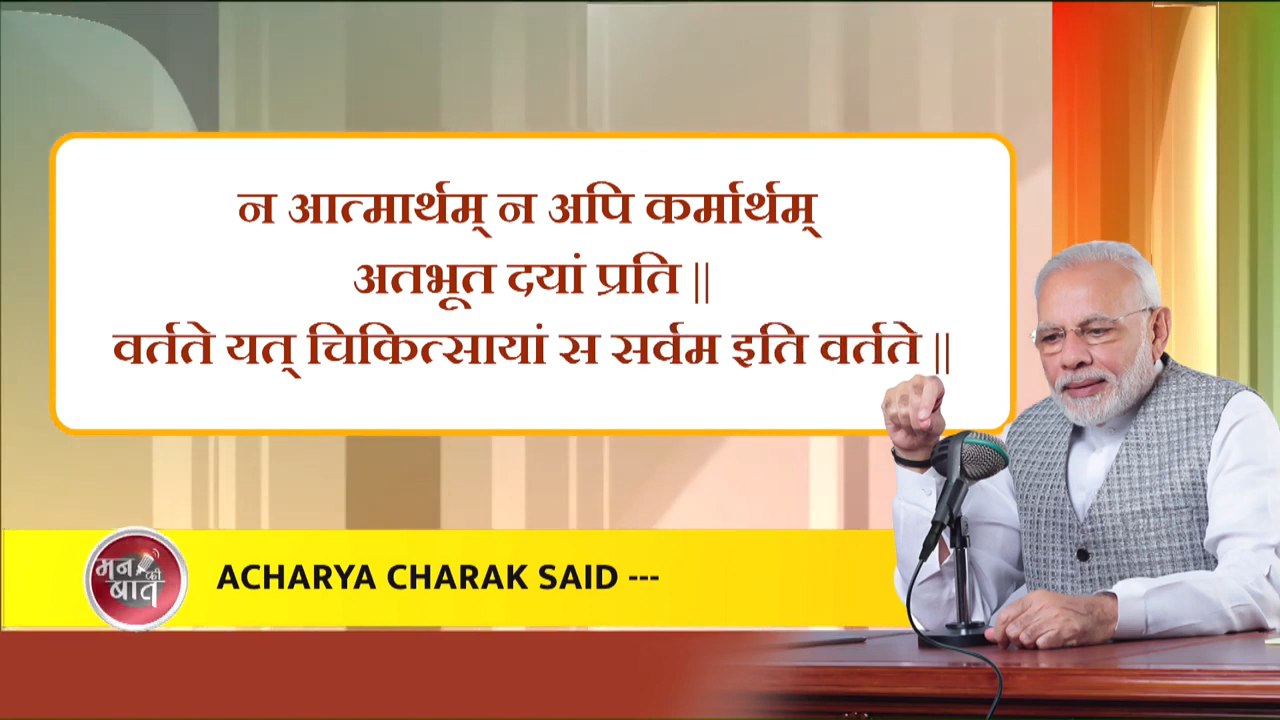 न आत्मार्थम् न अपि कर्मार्थम्
अतभूत दयां प्रति ||
वर्तते यत् चिकित्सायां स सर्वम इति वर्तते ||
मन की
बात
ACHARYA CHARAK SAID ---